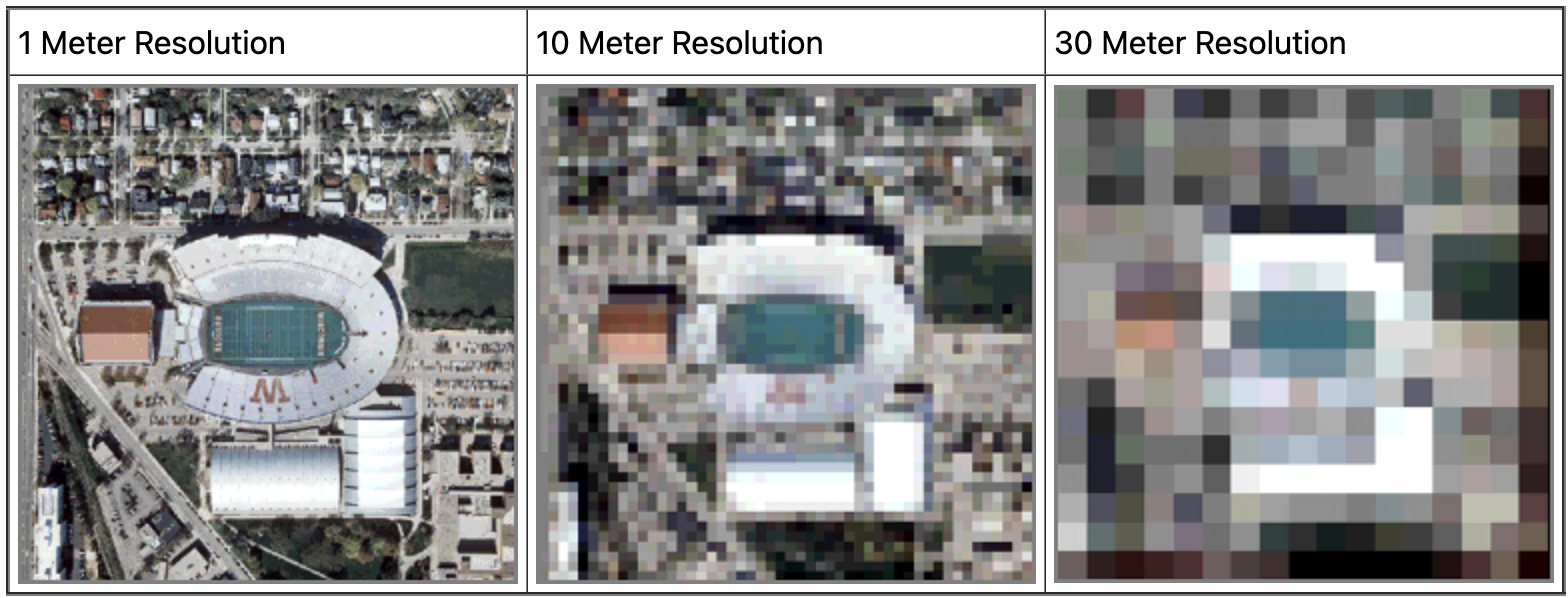 1 Meter Resolution
10 Meter Resolution
30 Meter Resolution
W